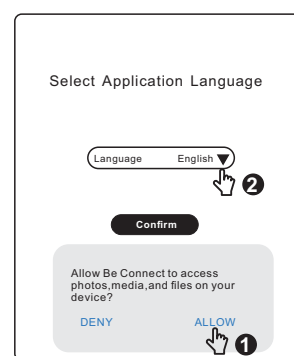 Select Application Language
Language English
2
Confirm
Allow Be Connect to access
photos,media,and files on your
device?
DENY ALLOW
1